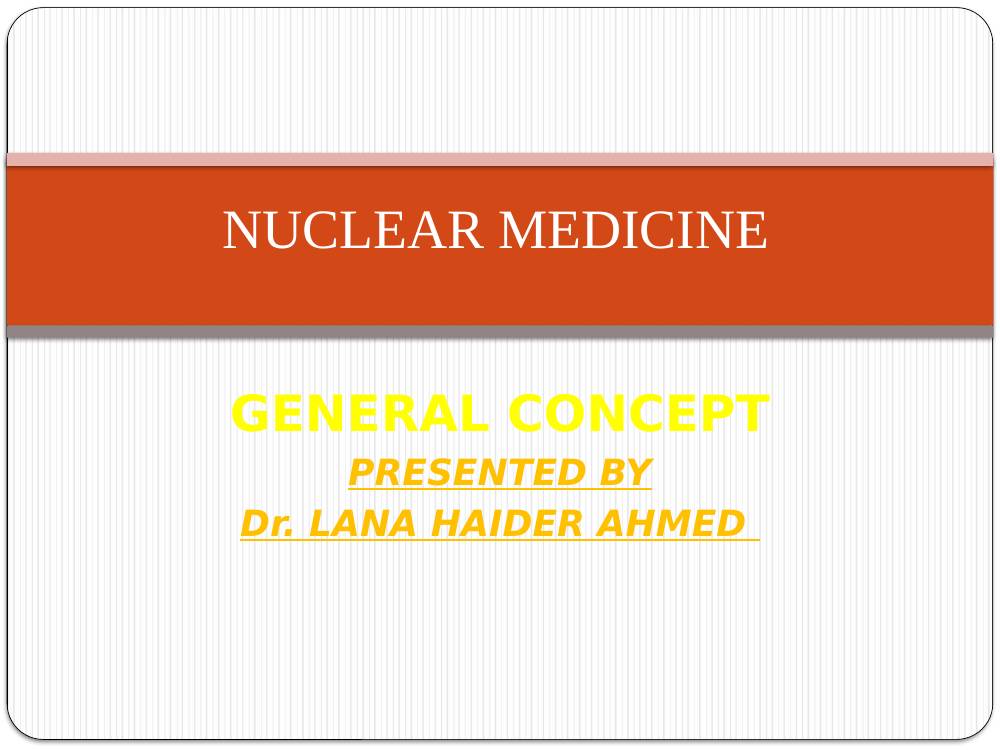 NUCLEAR MEDICINE
GENERAL CONCEPT
PRESENTED BY
Dr. LANA HAIDER AHMED